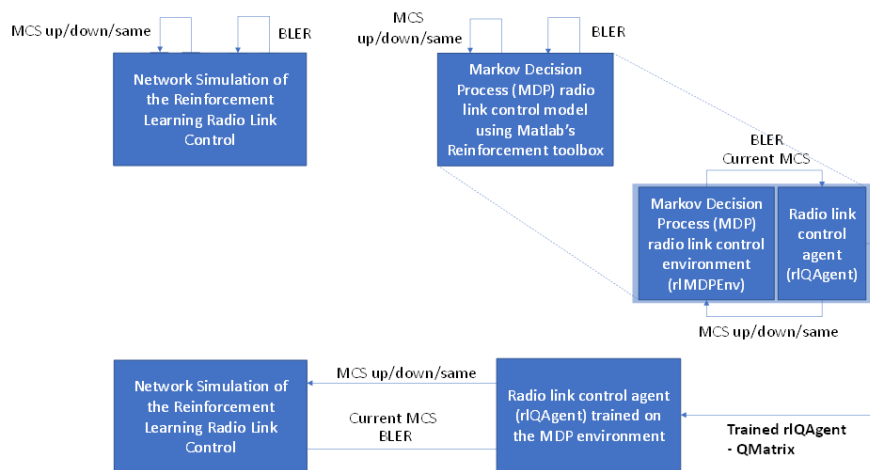 MCS up/down/same
BLER
Network Simulation of
the Reinforcement
Learning Radio Link
Control
MCS
up/down/same
BLER
Markov Decision
Process (MDP) radio
link control model
using Matlab's
Reinforcement toolbox
BLER
Current MCS
Markov Decision
Process (MDP)
radio link control
environment
(rlMDPEnv)
Radio link
control
agent
(rlQAgent)
MCS up/down/same
Network Simulation of
the Reinforcement
Learning Radio Link
Control
MCS up/down/same
Current MCS
BLER
Radio link control agent
(rlQAgent) trained on
the MDP environment
Trained rlQAgent
- QMatrix